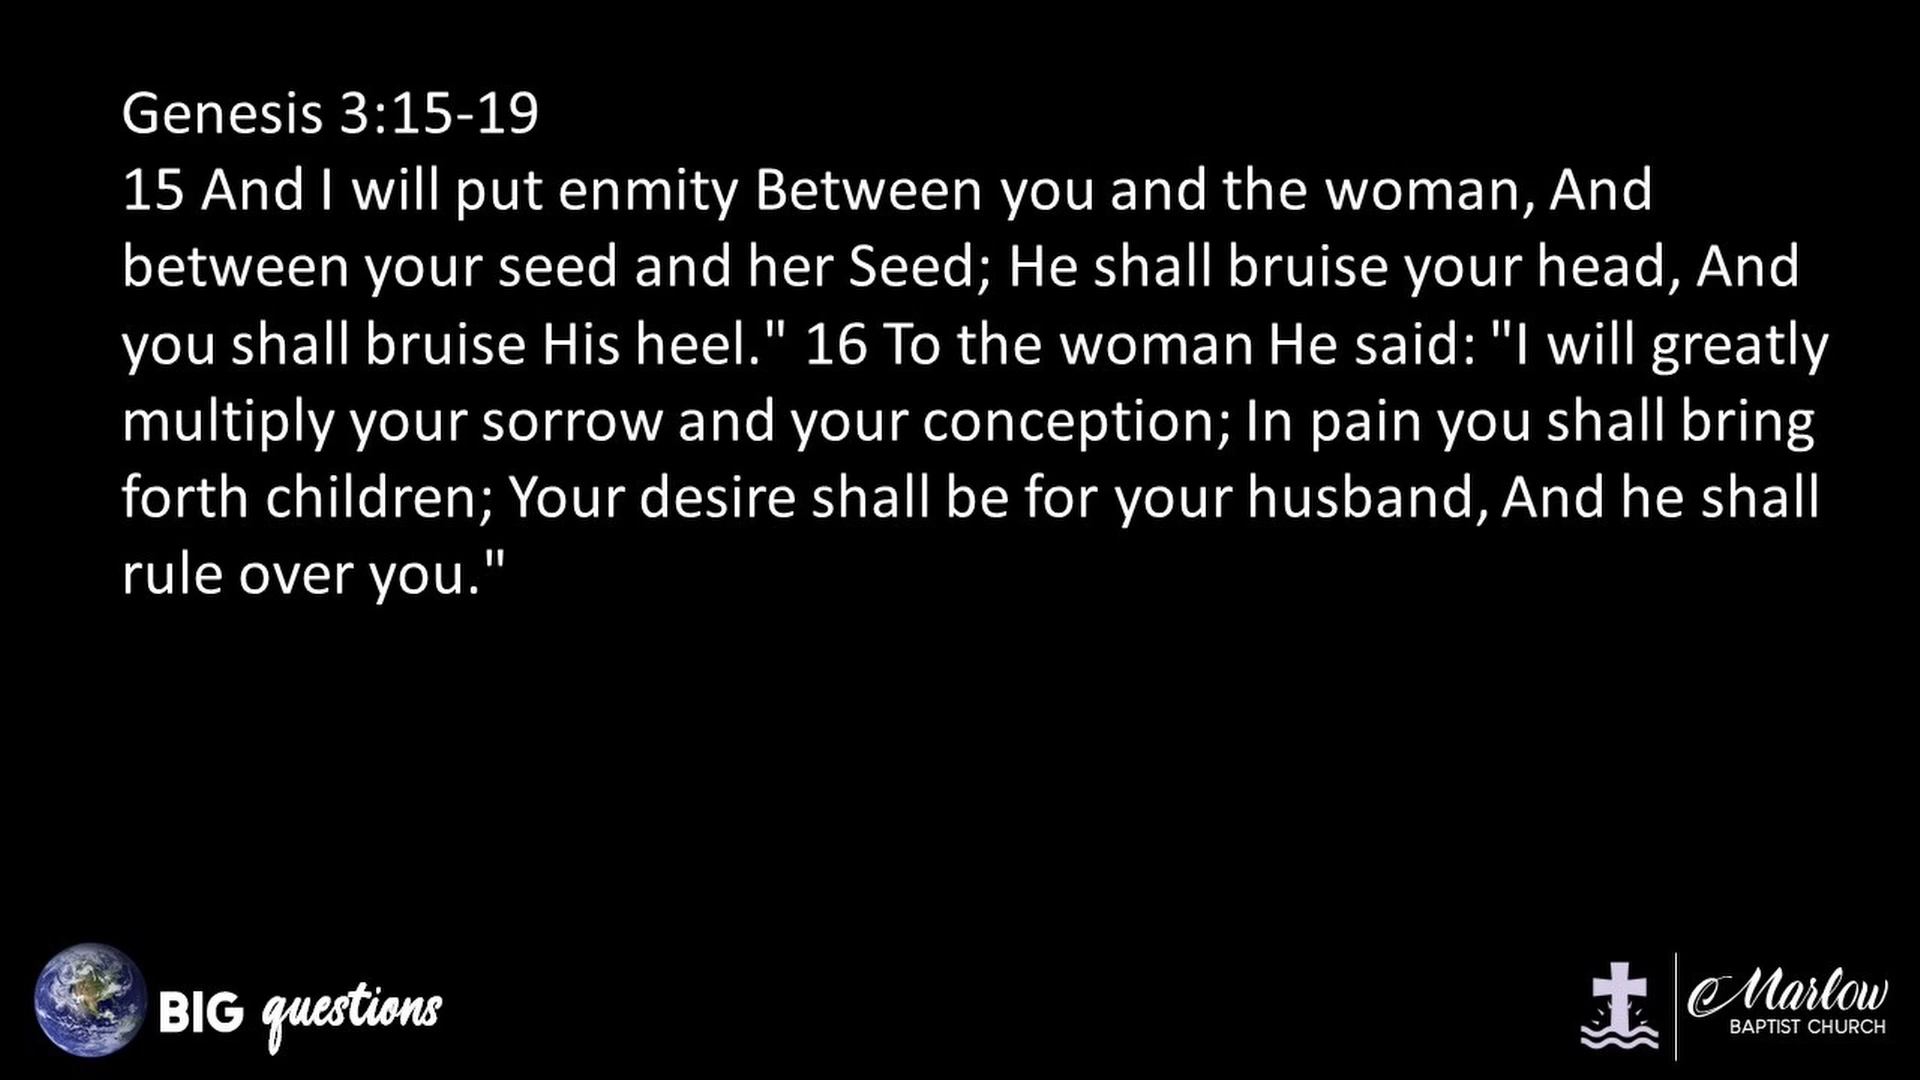 Genesis 3:15-19
15 And I will put enmity Between you and the woman, And
between your seed and her Seed; He shall bruise your head, And
you shall bruise His heel." 16 To the woman He said: "I will greatly
multiply your sorrow and your conception; In pain you shall bring
forth children; Your desire shall be for your husband, And he shall
rule over you."
BIG questions
Marlow
BAPTIST CHURCH